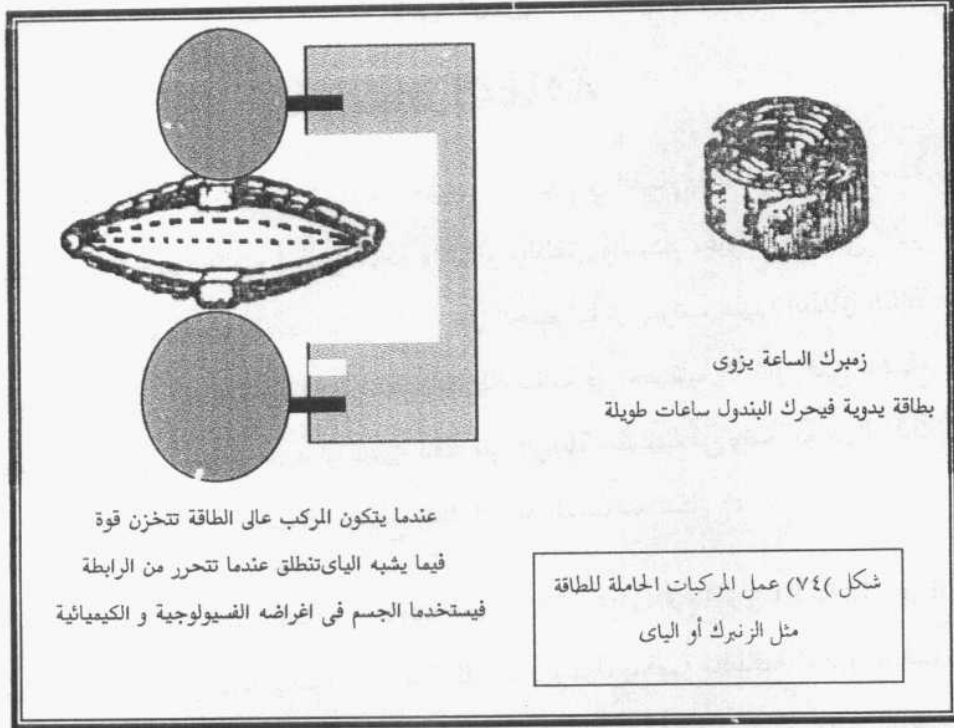 زمبرك الساعة يزوى
بطاقة يدوية فيحرك البندول ساعات طويلة
عندما يتكون المركب عالى الطاقة تتخزن قوة
فيما يشبه الياى تنطلق عندما تتحرر من الرابطة
فيستخدما الجسم فى اغراضه الفسيولوجية و الكيميائية
شكل )٧٤) عمل المركبات الحاملة للطاقة
مثل الزنبرك أو الياى